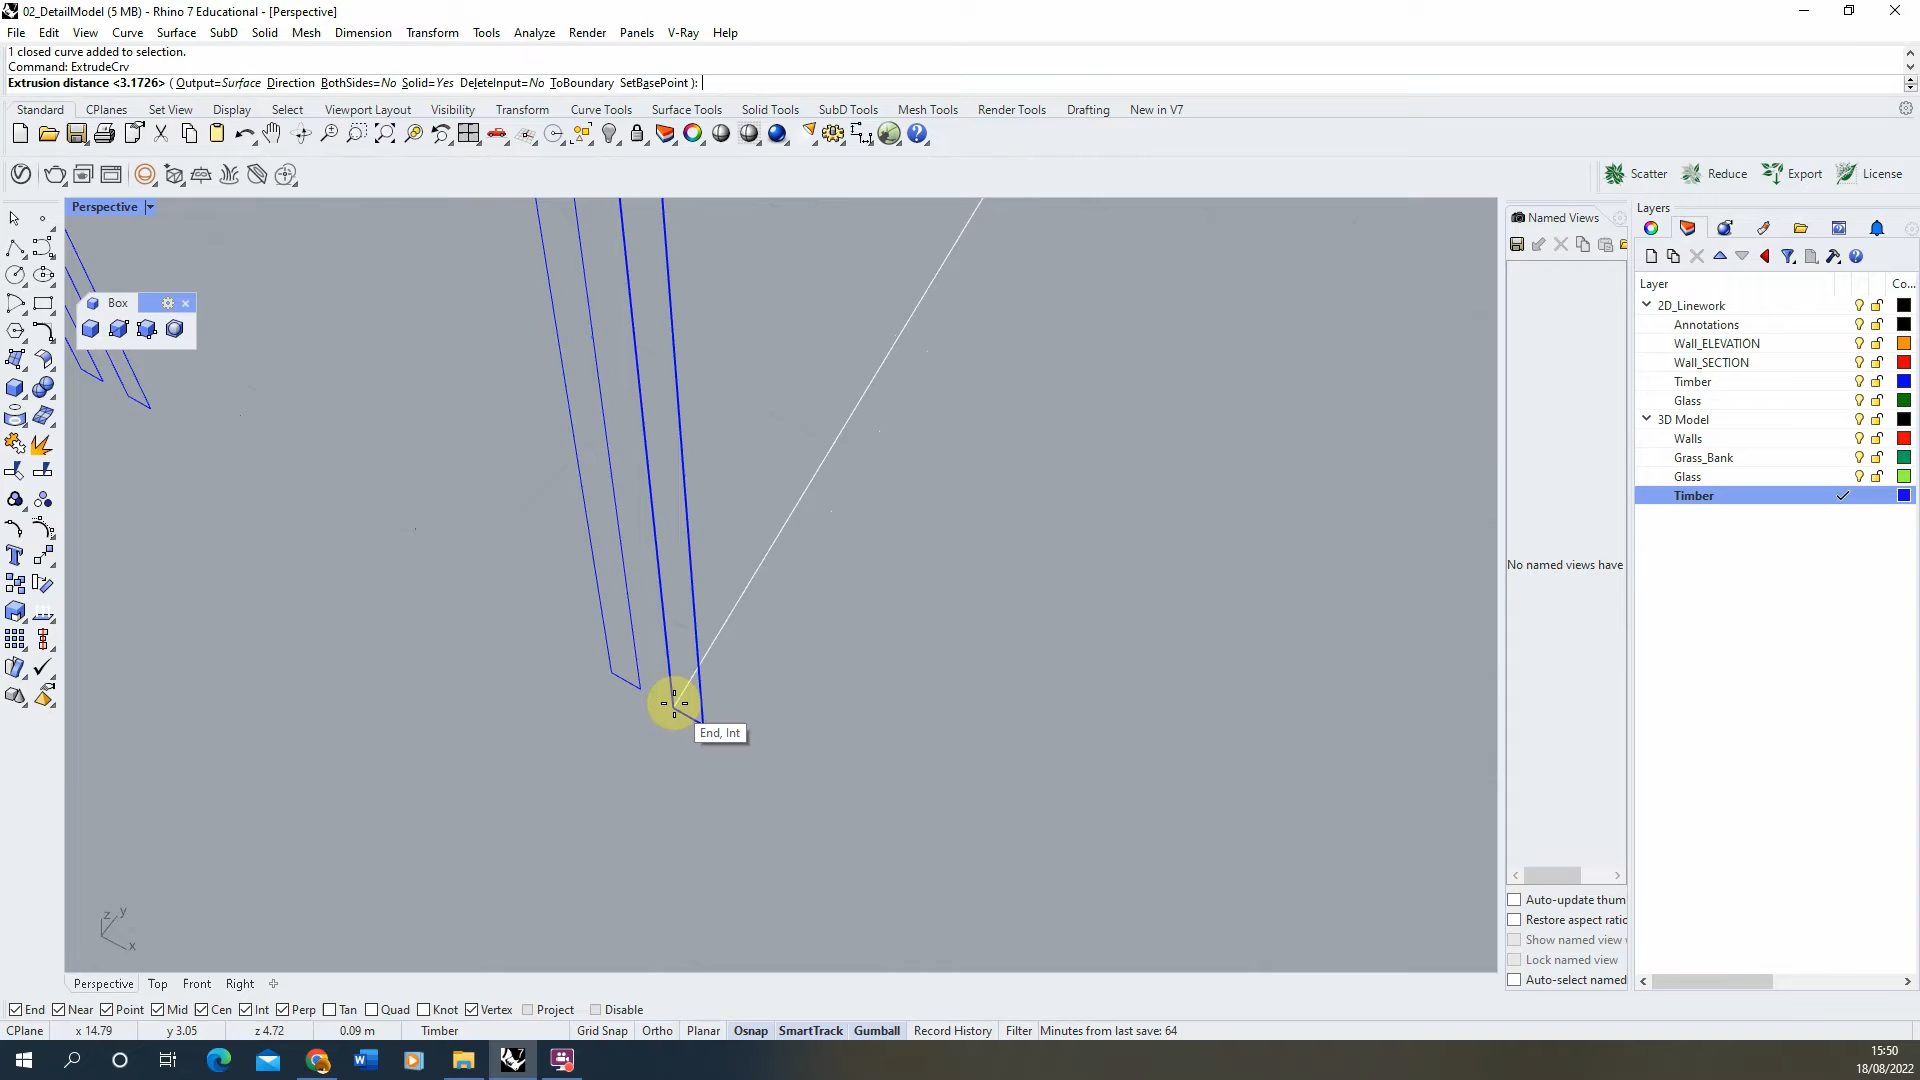 02_DetailModel (5 MB) - Rhino 7 Educational - [Perspective]
File Edit View Curve Surface SubD Solid Mesh Dimension Transform Tools Analyze Render Panels V-Ray Help
1 closed curve added to selection.
Command: ExtrudeCrv
Extrusion distance <3.1726> ( Output=Surface Direction BothSides=No Solid=Yes DeleteInput=No ToBoundary SetBasePoint ):
Standard CPlanes Set View Display Select Viewport Layout Visibility Transform Curve Tools Surface Tools Solid Tools SubD Tools Mesh Tools Render Tools Drafting New in V7
Scatter Reduce Export License
Perspective
Named Views
Layers
Box
Layer Co...
2D_Linework
Annotations
Wall_ELEVATION
Wall_SECTION
Timber
Glass
3D Model
Walls
Grass_Bank
Glass
Timber
No named views have
End, Int
Auto-update thum
Restore aspect ratio
Show named view
Lock named view
Auto-select named
z y
x
Perspective Top Front Right
End Near Point Mid Cen Int Perp Tan Quad Knot Vertex Project Disable
CPlane x 14.79 y 3.05 z 4.72 0.09 m Timber Grid Snap Ortho Planar Osnap SmartTrack Gumball Record History Filter Minutes from last save: 64
15:50
18/08/2022